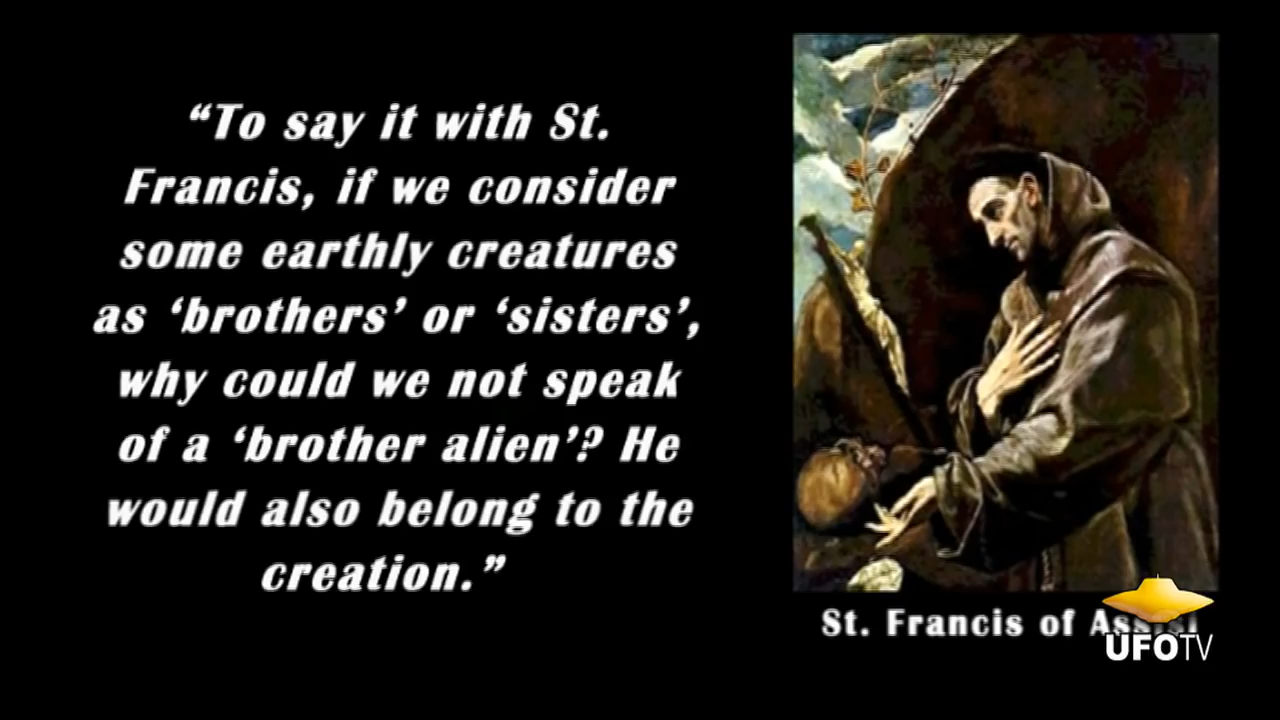 “To say it with St.
Francis, if we consider
some earthly creatures
as ‘brothers’ or ‘sisters’,
why could we not speak
of a ‘brother alien’? He
would also belong to the
creation.”
St. Francis of Assisi
UFOTV